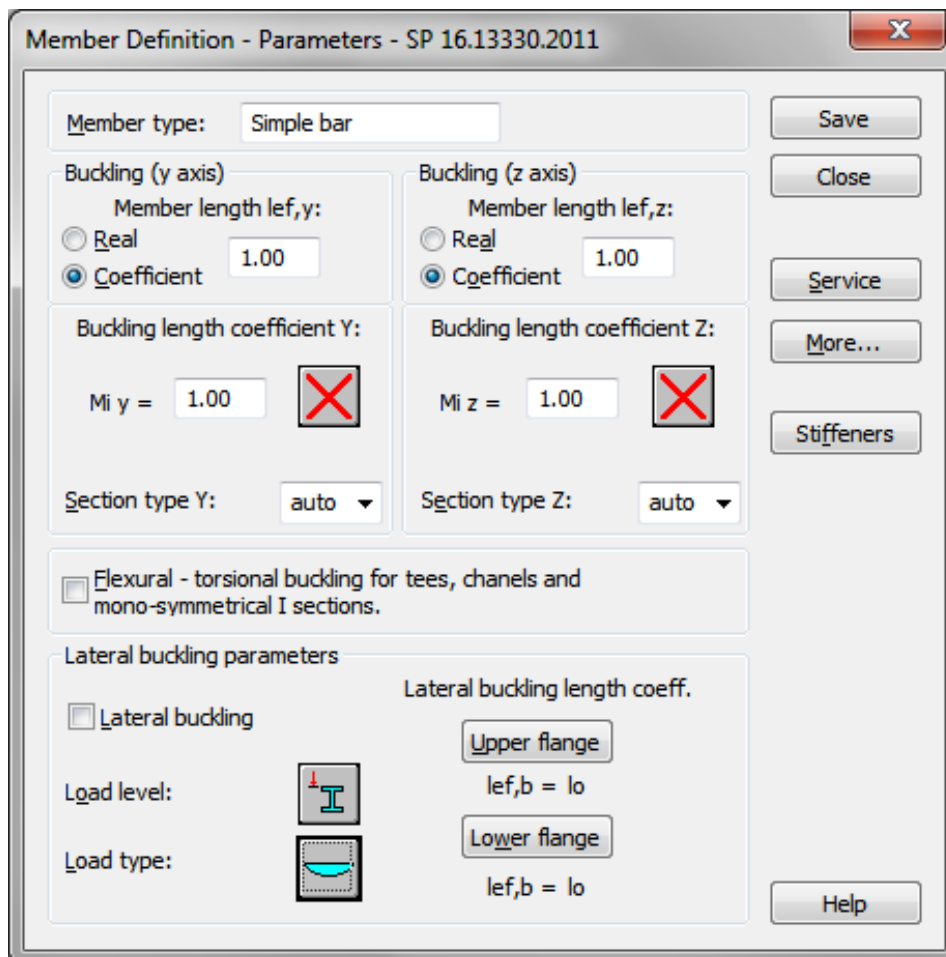 Member Definition - Parameters - SP 16.13330.2011
Member type: Simple bar
Save
Close
Buckling (y axis)
Member length lef,y:
Real
Coefficient
1.00
Buckling (z axis)
Member length lef,z:
Real
Coefficient
1.00
Service
More...
Stiffeners
Buckling length coefficient Y:
Mi y = 1.00
Section type Y: auto
Buckling length coefficient Z:
Mi z = 1.00
Section type Z: auto
Flexural - torsional buckling for tees, chanels and
mono-symmetrical I sections.
Lateral buckling parameters
Lateral buckling
Load level:
Load type:
Lateral buckling length coeff.
Upper flange
lef,b = lo
Lower flange
lef,b = lo
Help